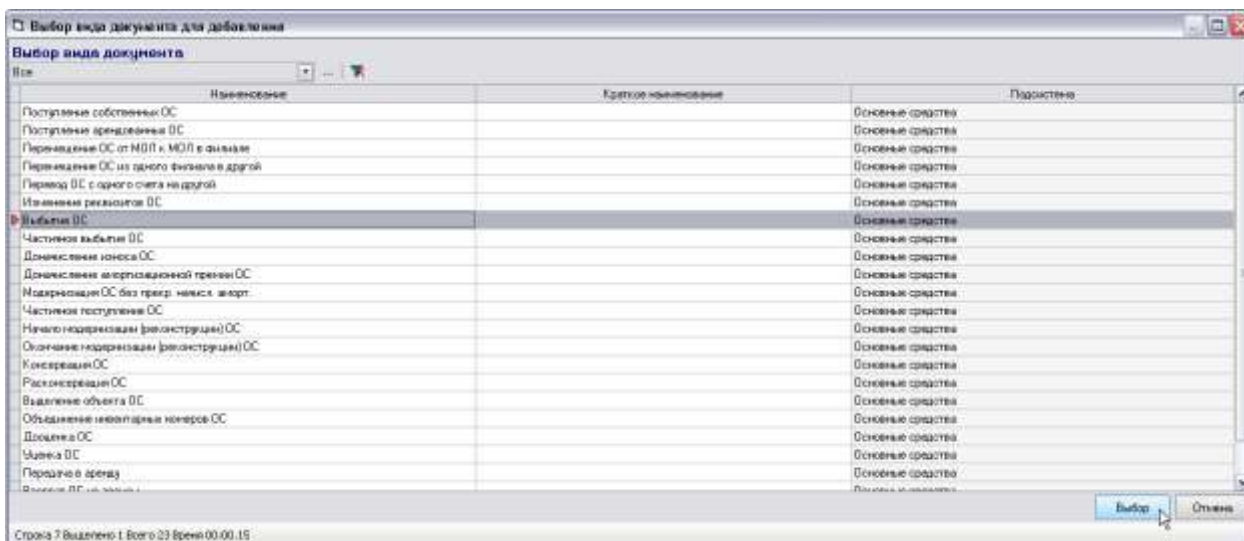 Выбор вида документа для добавления
Выбор вида документа
Все
...
Наименование Краткое наименование Подсистема
Поступление собственных ОС Основные средства
Поступление арендованных ОС Основные средства
Перемещение ОС от МОЛ к МОЛ в филиале Основные средства
Перемещение ОС из одного филиала в другой Основные средства
Перевод ОС с одного счета на другой Основные средства
Изменение реквизитов ОС Основные средства
Выбытие ОС Основные средства
Частичное выбытие ОС Основные средства
Доначисление износа ОС Основные средства
Доначисление амортизационной премии ОС Основные средства
Модернизация ОС без прекр. начисл. аморт. Основные средства
Частичное поступление ОС Основные средства
Начало модернизации (реконструкции) ОС Основные средства
Окончание модернизации (реконструкции) ОС Основные средства
Консервация ОС Основные средства
Расконсервация ОС Основные средства
Выделение объекта ОС Основные средства
Объединение инвентарных номеров ОС Основные средства
Дооценка ОС Основные средства
Уценка ОС Основные средства
Передача в аренду Основные средства
Выбор Отмена
Строка 7 Выделено 1 Всего 23 Время 00:00.15